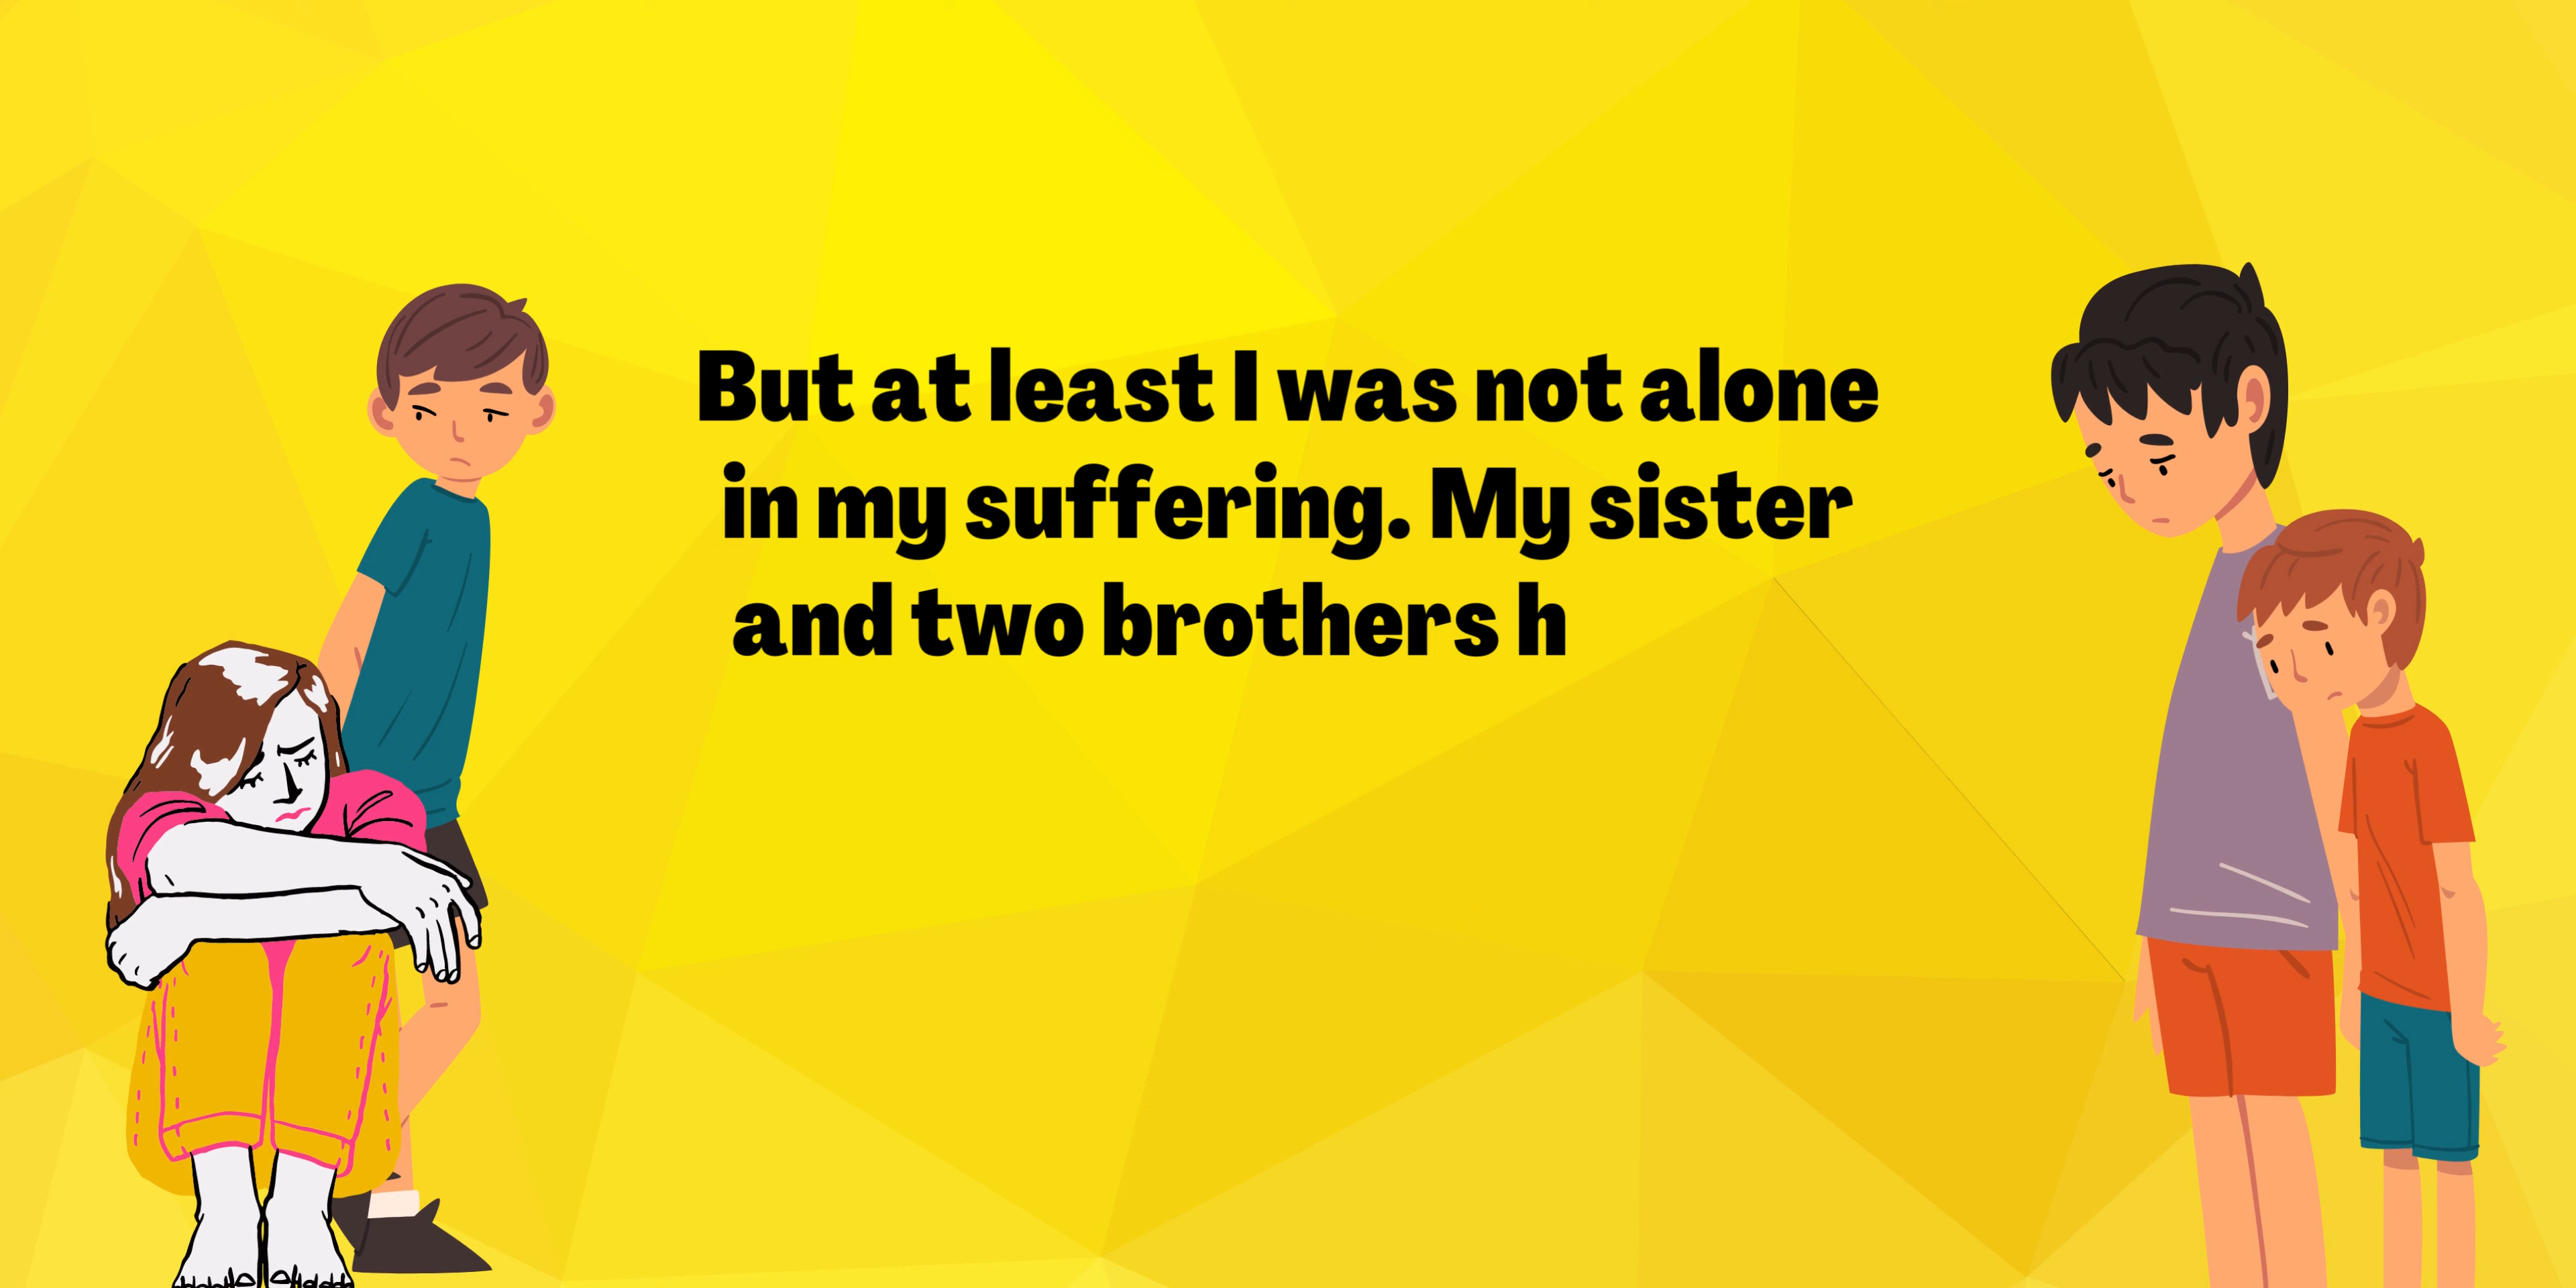 But at least I was not alone
in my suffering. My sister
and two brothers h